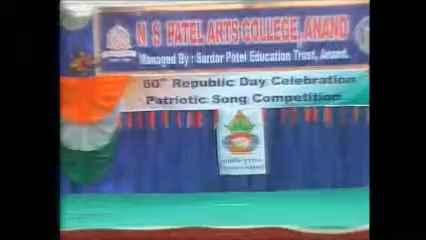 N S PATEL ARTS COLLEGE, ANAND
Managed By : Sardar Patel Education Trust, Anand.
60th Republic Day Celebration
Patriotic Song Competition